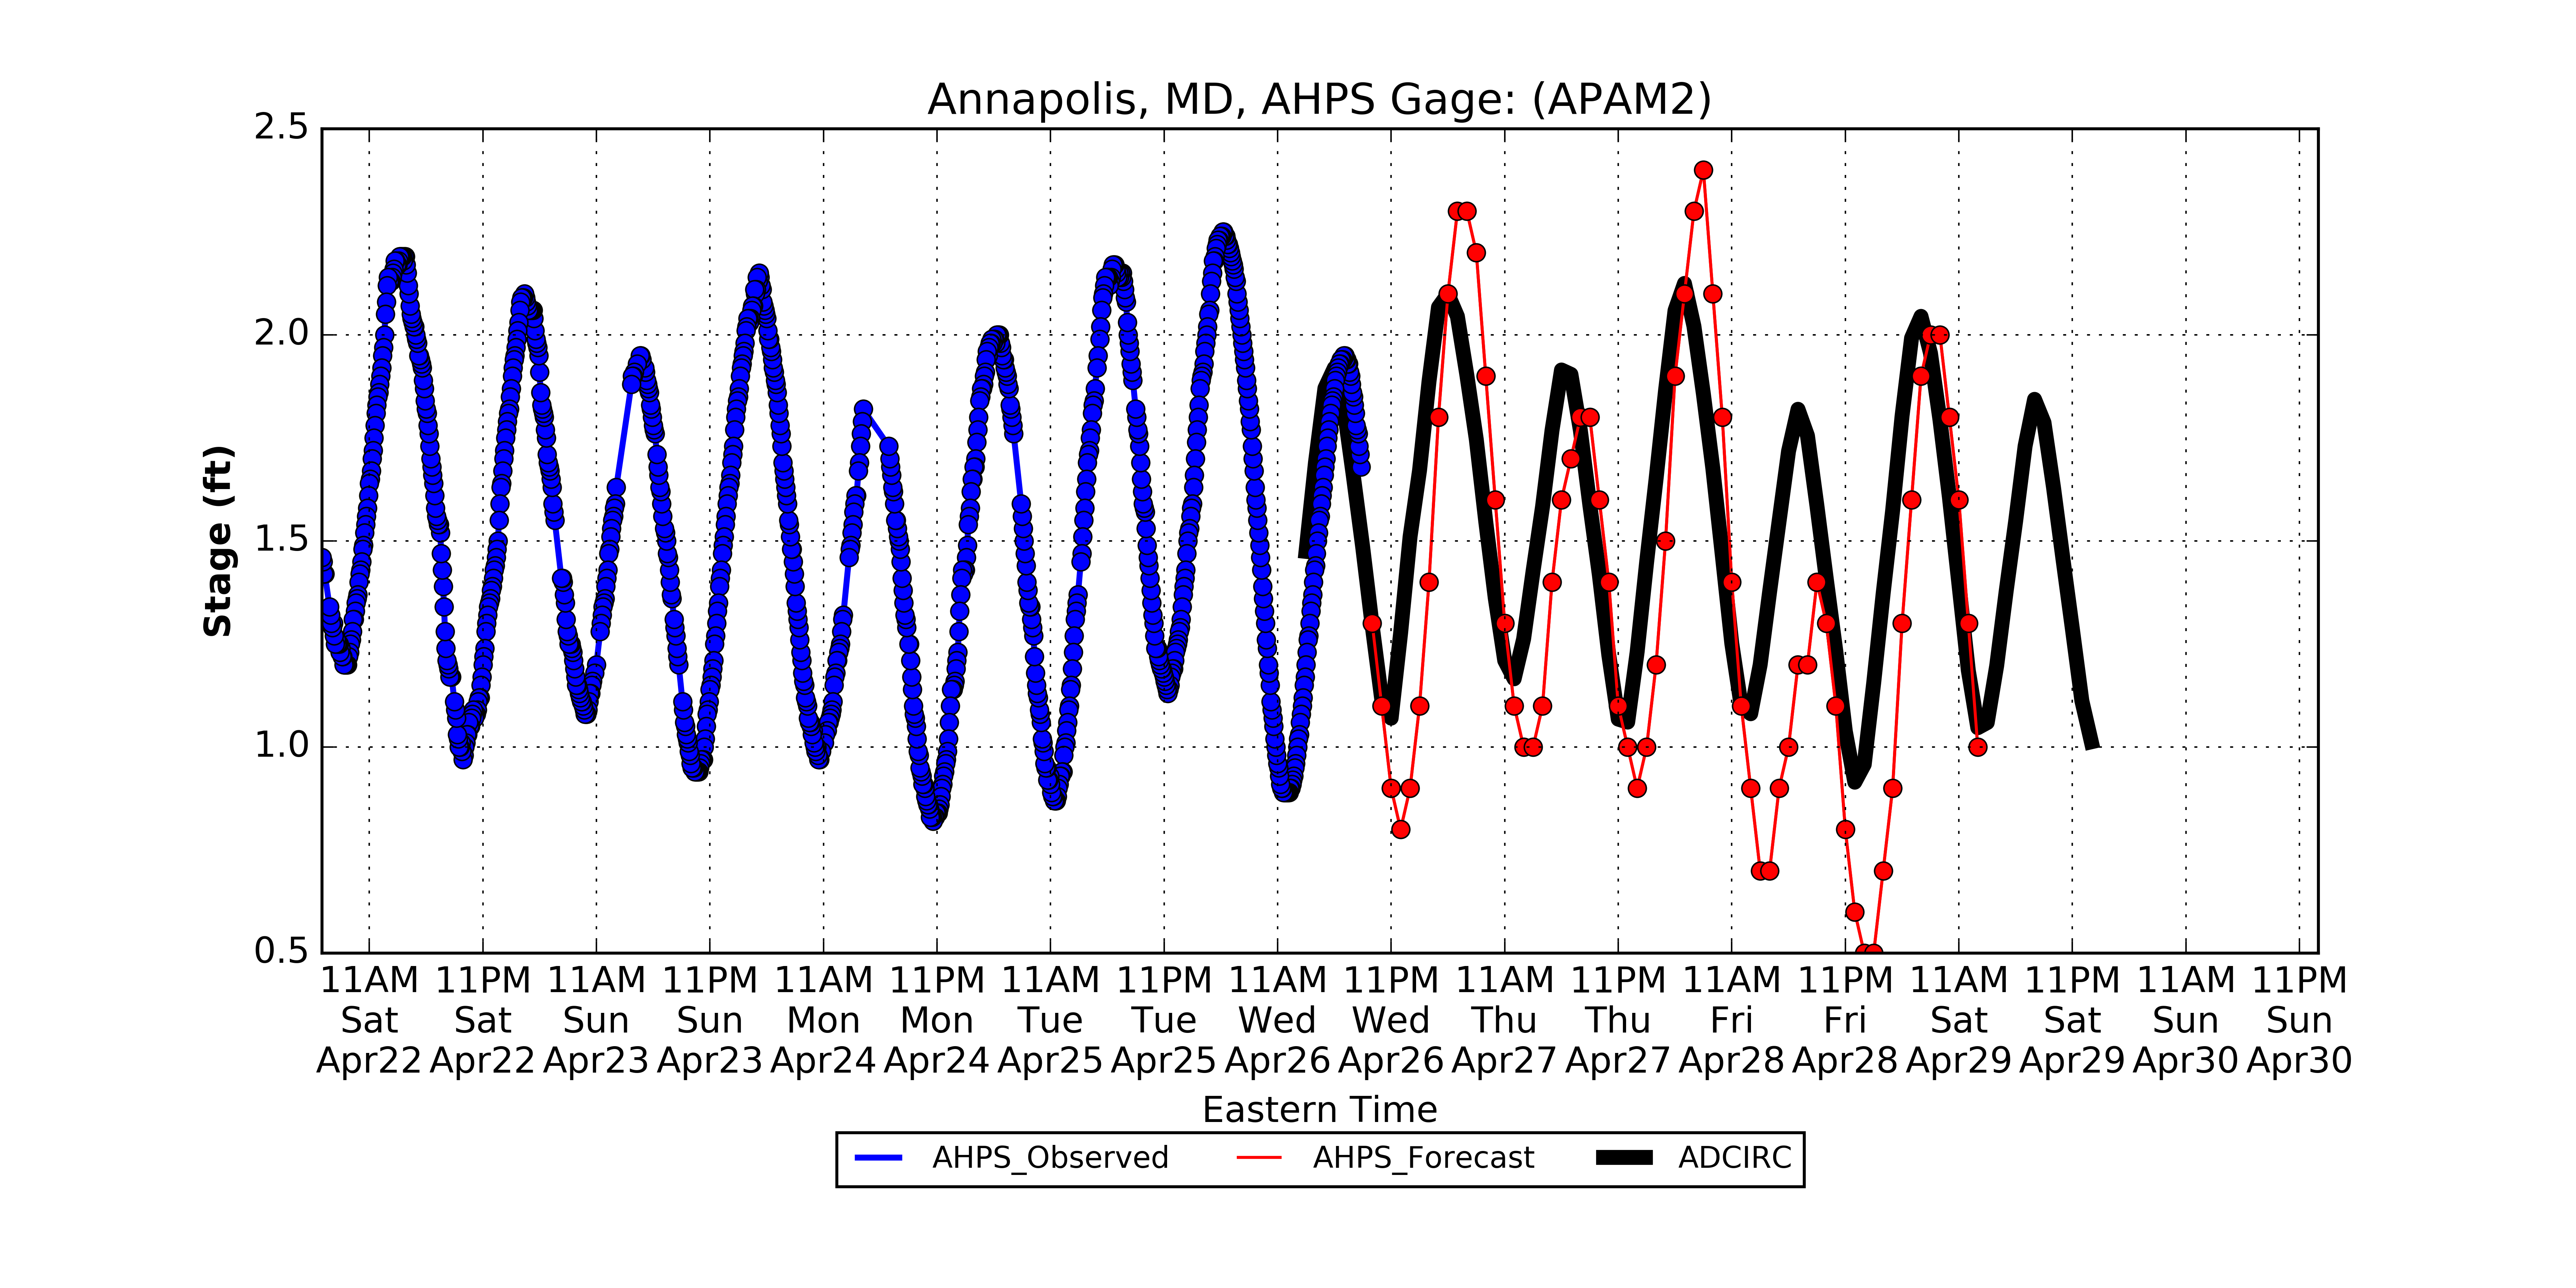 Annapolis, MD, AHPS Gage: (APAM2)
2.5
2.0
1.5
1.0
0.5
Stage (ft)
11AM 11PM 11AM 11PM 11AM 11PM 11AM 11PM 11AM 11PM 11AM 11PM 11AM 11PM 11AM 11PM 11AM 11PM
Sat Sat Sun Sun Mon Mon Tue Tue Wed Wed Thu Thu Fri Fri Sat Sat Sun Sun
Apr22 Apr22 Apr23 Apr23 Apr24 Apr24 Apr25 Apr25 Apr26 Apr26 Apr27 Apr27 Apr28 Apr28 Apr29 Apr29 Apr30 Apr30
Eastern Time
AHPS_Observed AHPS_Forecast ADCIRC